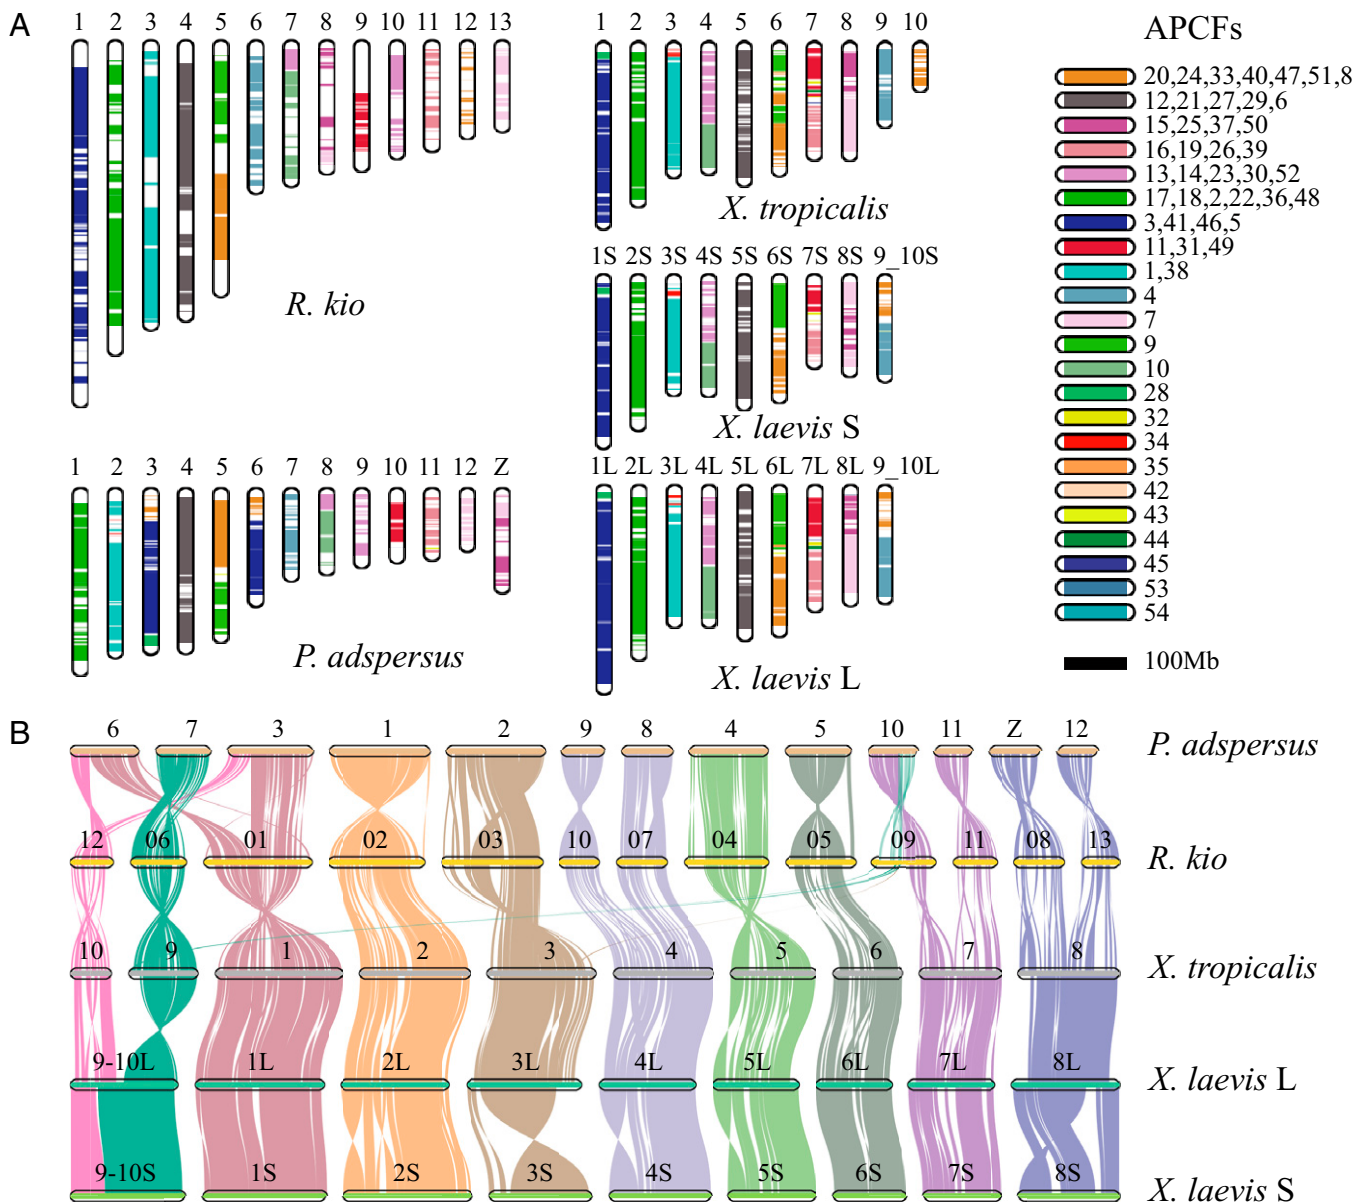 A
1 2 3 4 5 6 7 8 9 10 11 12 13
R. kio
1 2 3 4 5 6 7 8 9 10
X. tropicalis
1S 2S 3S 4S 5S 6S 7S 8S 9_10S
X. laevis S
1 2 3 4 5 6 7 8 9 10 11 12 Z
P. adspersus
1L 2L 3L 4L 5L 6L 7L 8L 9_10L
X. laevis L
APCFs
20,24,33,40,47,51,8
12,21,27,29,6
15,25,37,50
16,19,26,39
13,14,23,30,52
17,18,2,22,36,48
3,41,46,5
11,31,49
1,38
4
7
9
10
28
32
34
35
42
43
44
45
53
54
100Mb
B
6 7 3 1 2 9 8 4 5 10 11 Z 12
P. adspersus
12 06 01 02 03 10 07 04 05 09 11 08 13
R. kio
10 9 1 2 3 4 5 6 7 8
X. tropicalis
9-10L 1L 2L 3L 4L 5L 6L 7L 8L
X. laevis L
9-10S 1S 2S 3S 4S 5S 6S 7S 8S
X. laevis S